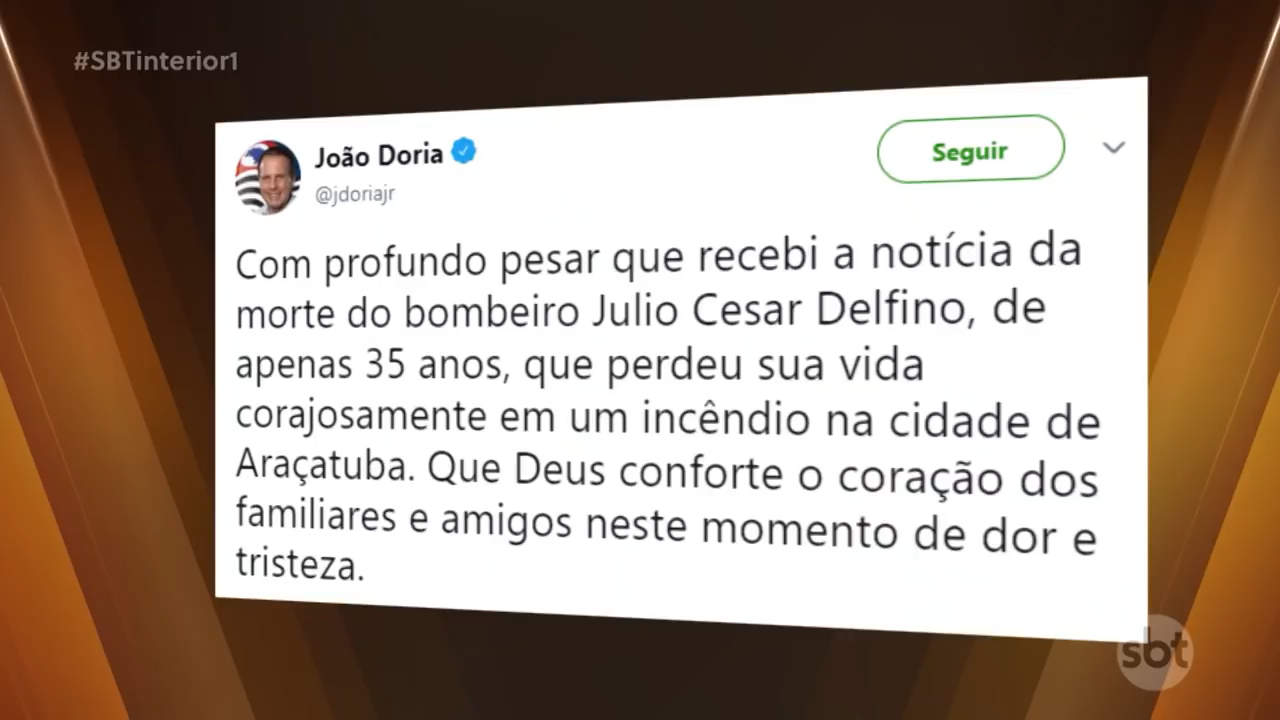 #SBTinterior1
João Doria
@jdoriajr
Seguir
Com profundo pesar que recebi a notícia da
morte do bombeiro Julio Cesar Delfino, de
apenas 35 anos, que perdeu sua vida
corajosamente em um incêndio na cidade de
Araçatuba. Que Deus conforte o coração dos
familiares e amigos neste momento de dor e
tristeza.
sbt